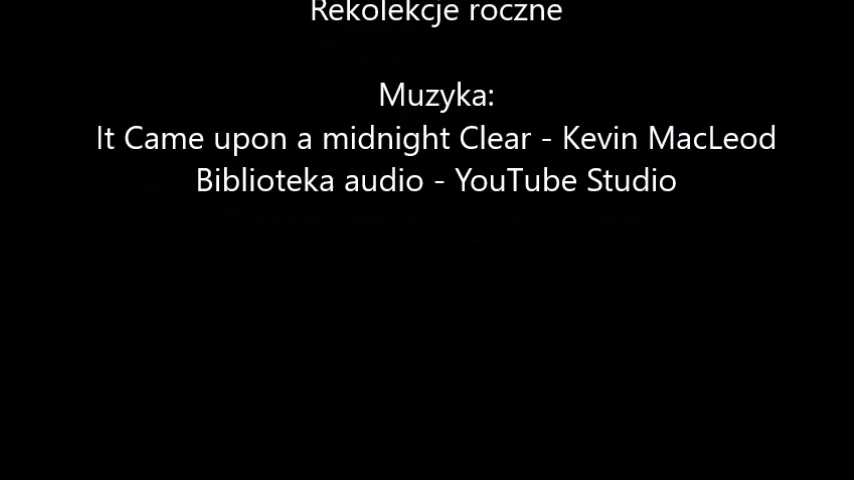 Rekolekcje roczne
Muzyka:
It Came upon a midnight Clear - Kevin MacLeod
Biblioteka audio - YouTube Studio